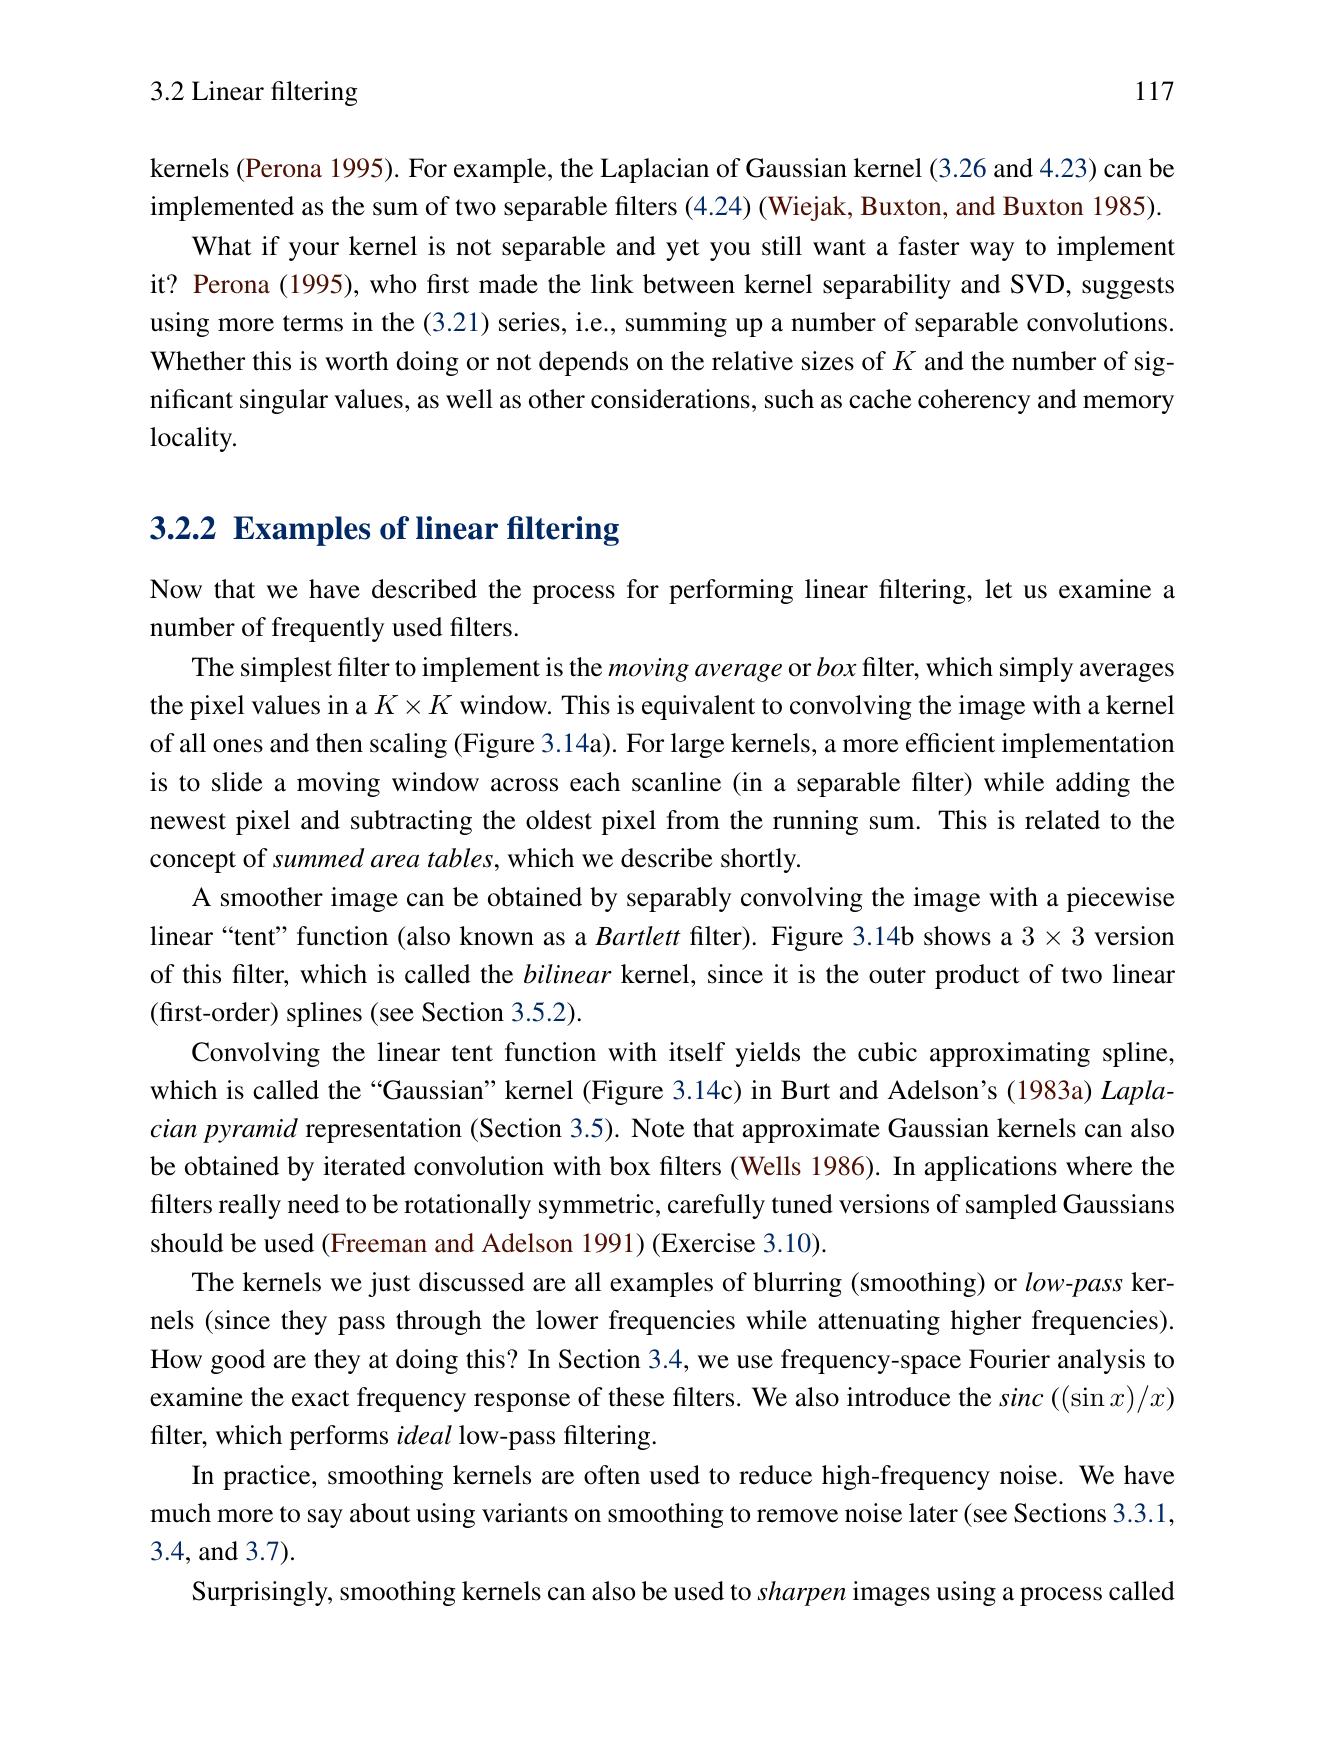 3.2 Linear filtering 117
kernels (Perona 1995). For example, the Laplacian of Gaussian kernel (3.26 and 4.23) can be
implemented as the sum of two separable filters (4.24) (Wiejak, Buxton, and Buxton 1985).
What if your kernel is not separable and yet you still want a faster way to implement
it? Perona (1995), who first made the link between kernel separability and SVD, suggests
using more terms in the (3.21) series, i.e., summing up a number of separable convolutions.
Whether this is worth doing or not depends on the relative sizes of K and the number of sig-
nificant singular values, as well as other considerations, such as cache coherency and memory
locality.
3.2.2 Examples of linear filtering
Now that we have described the process for performing linear filtering, let us examine a
number of frequently used filters.
The simplest filter to implement is the moving average or box filter, which simply averages
the pixel values in a K × K window. This is equivalent to convolving the image with a kernel
of all ones and then scaling (Figure 3.14a). For large kernels, a more efficient implementation
is to slide a moving window across each scanline (in a separable filter) while adding the
newest pixel and subtracting the oldest pixel from the running sum. This is related to the
concept of summed area tables, which we describe shortly.
A smoother image can be obtained by separably convolving the image with a piecewise
linear “tent” function (also known as a Bartlett filter). Figure 3.14b shows a 3 × 3 version
of this filter, which is called the bilinear kernel, since it is the outer product of two linear
(first-order) splines (see Section 3.5.2).
Convolving the linear tent function with itself yields the cubic approximating spline,
which is called the “Gaussian” kernel (Figure 3.14c) in Burt and Adelson’s (1983a) Lapla-
cian pyramid representation (Section 3.5). Note that approximate Gaussian kernels can also
be obtained by iterated convolution with box filters (Wells 1986). In applications where the
filters really need to be rotationally symmetric, carefully tuned versions of sampled Gaussians
should be used (Freeman and Adelson 1991) (Exercise 3.10).
The kernels we just discussed are all examples of blurring (smoothing) or low-pass ker-
nels (since they pass through the lower frequencies while attenuating higher frequencies).
How good are they at doing this? In Section 3.4, we use frequency-space Fourier analysis to
examine the exact frequency response of these filters. We also introduce the sinc ((sin x)/x)
filter, which performs ideal low-pass filtering.
In practice, smoothing kernels are often used to reduce high-frequency noise. We have
much more to say about using variants on smoothing to remove noise later (see Sections 3.3.1,
3.4, and 3.7).
Surprisingly, smoothing kernels can also be used to sharpen images using a process called